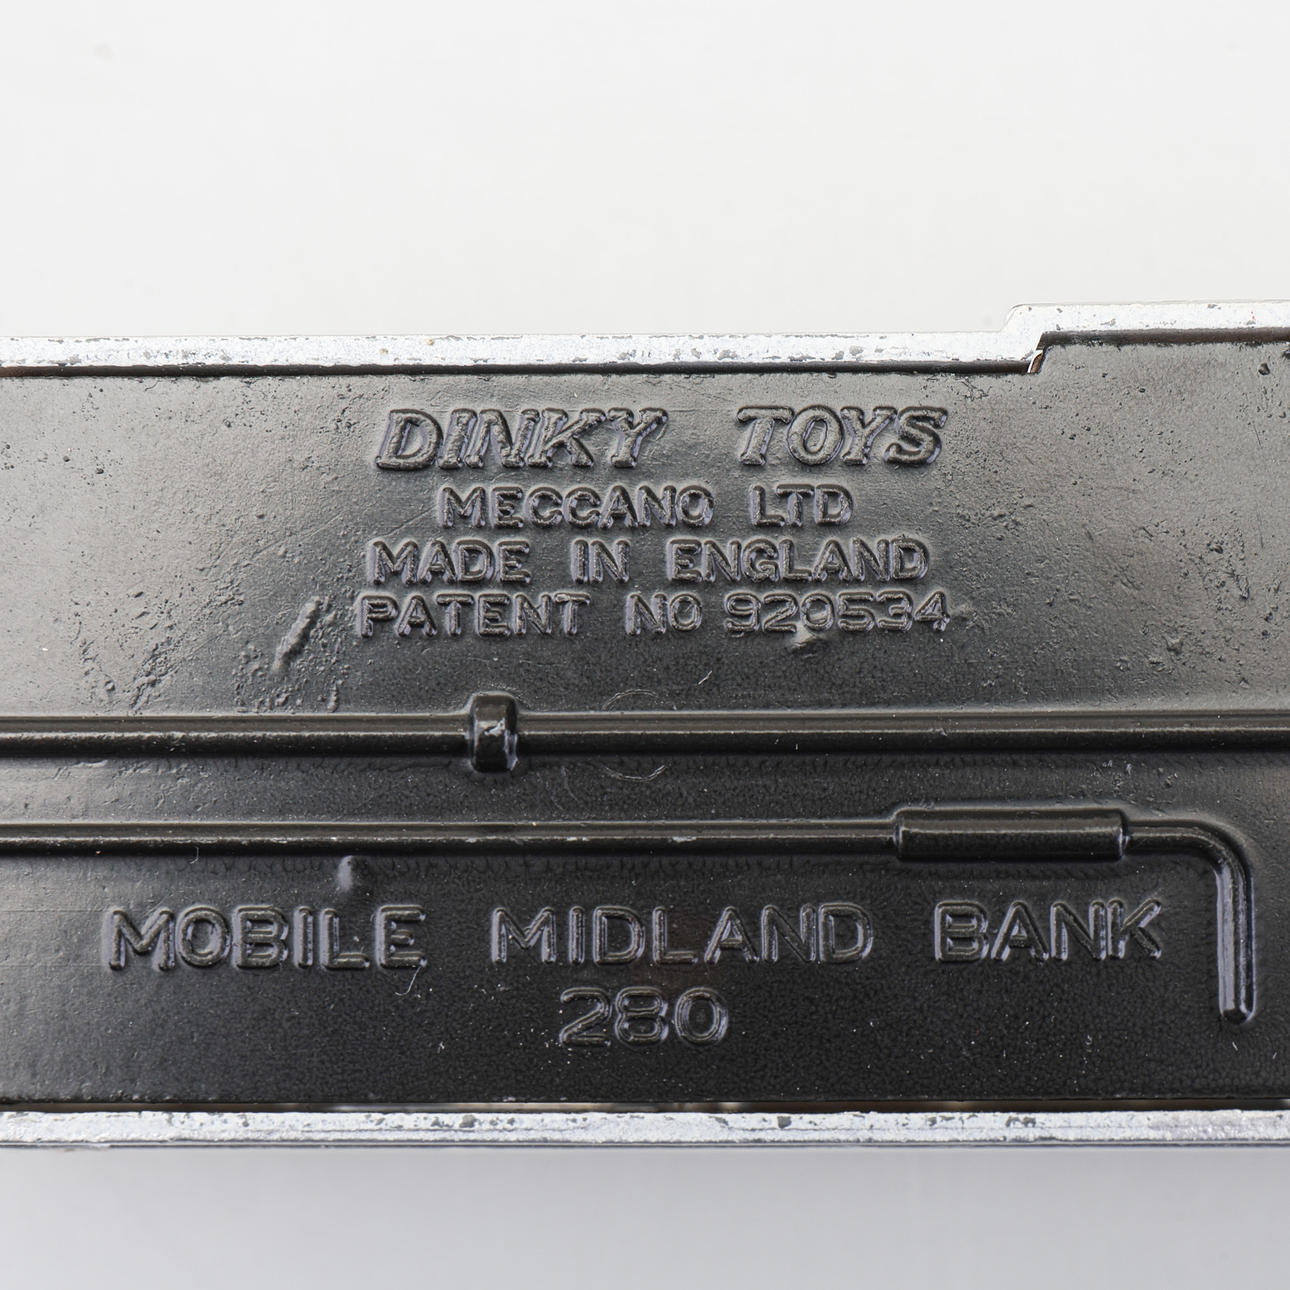 DINKY TOYS
MECCANO LTD
MADE IN ENGLAND
PATENT NO 920534
MOBILE MIDLAND BANK
280